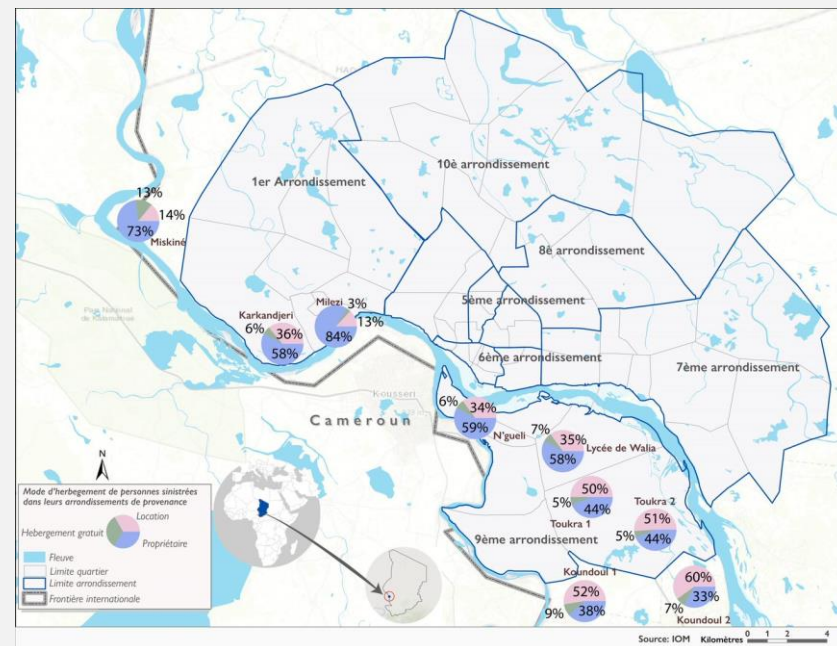 10è arrondissement
1er Arrondissement
13%
14%
73%
Miskiné
8è arrondissement
5ème arrondissement
Milezi
3%
13%
84%
Karkandjeri
6%
36%
58%
6ème arrondissement
7ème arrondissement
Kousseri
Cameroun
6%
34%
59%
N'gueli
7%
35%
58%
Lycée de Walia
50%
5%
44%
Toukra 1
Toukra 2
51%
5%
44%
9ème arrondissement
Koundoul 1
52%
9%
38%
60%
7%
33%
Koundoul 2
N
Mode d'herbegement de personnes sinistrées
dans leurs arrondissements de provenance
Location
Hebergement gratuit
Propriétaire
Fleuve
Limite quartier
Limite arrondissement
Frontière internationale
Source: IOM Kilomètres 0 1 2 4